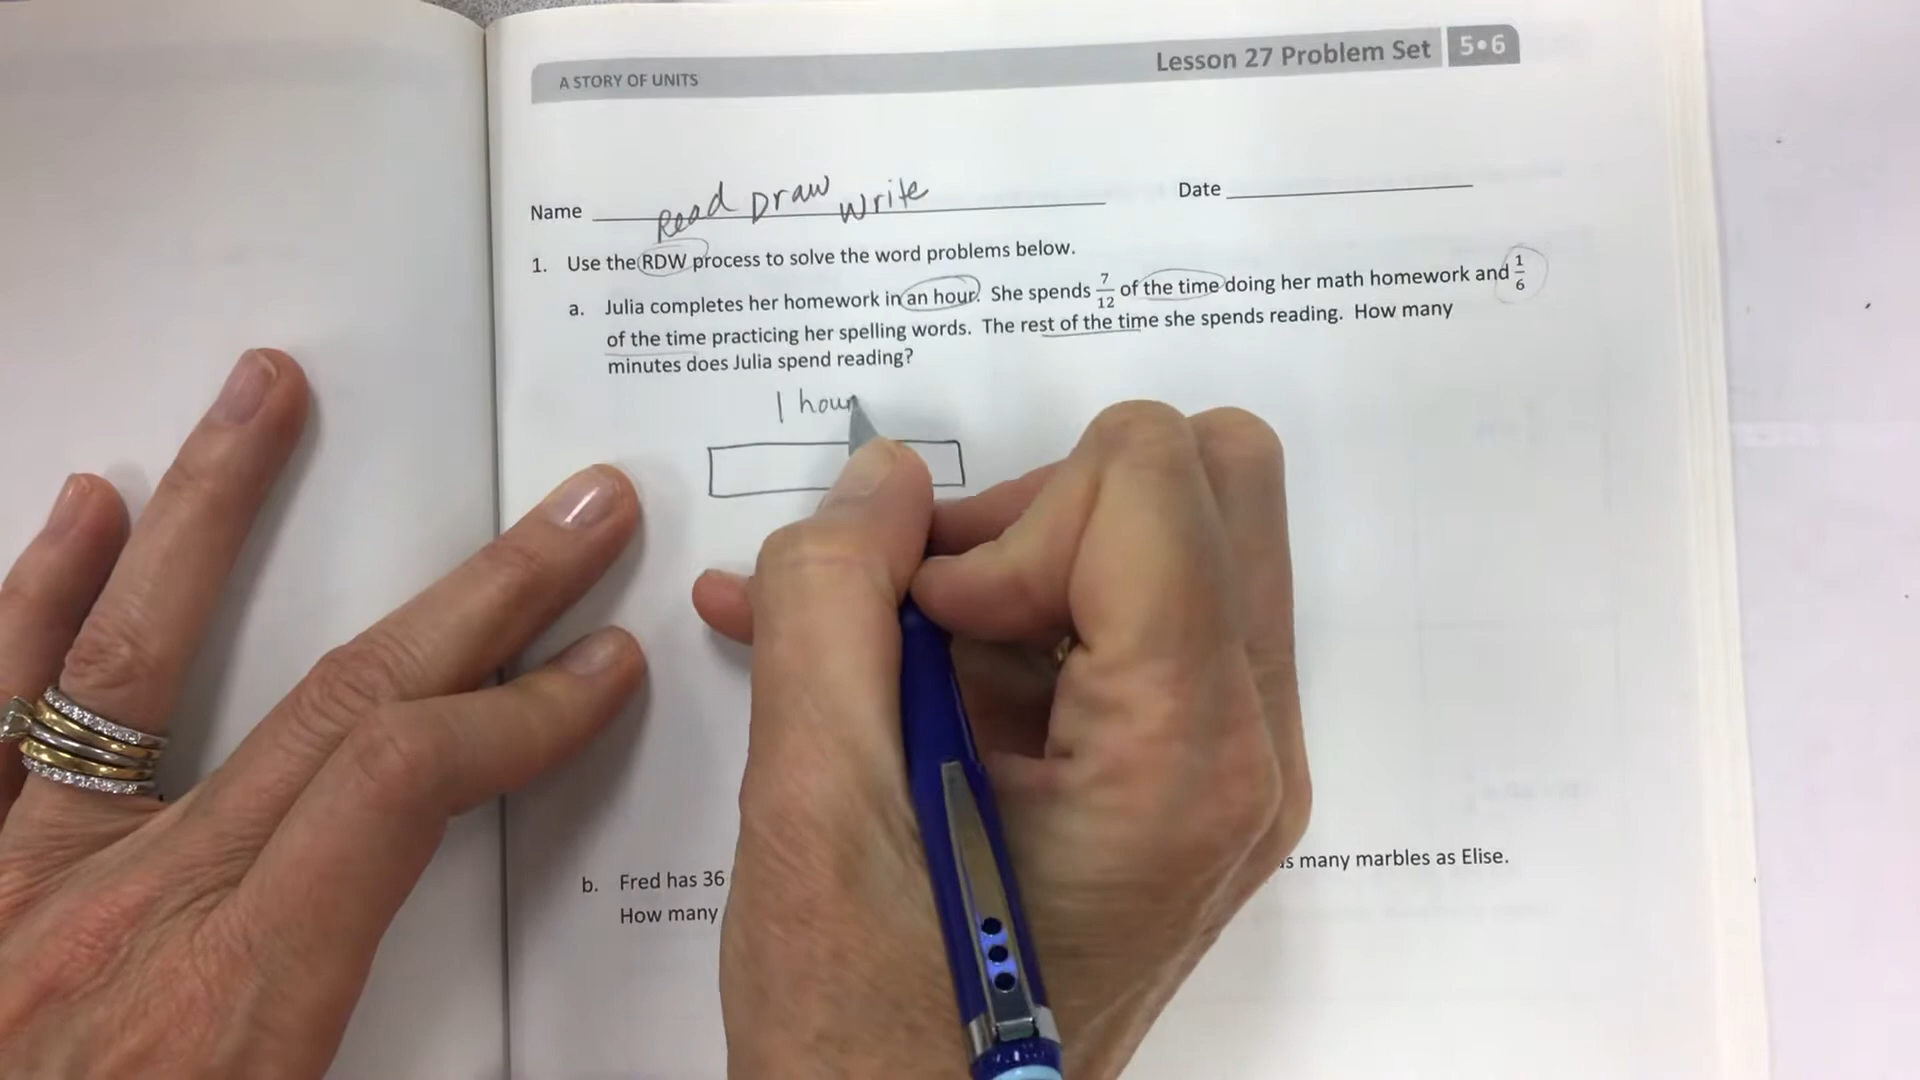 A STORY OF UNITS
Lesson 27 Problem Set 5•6
Name Read Draw Write Date
1. Use the RDW process to solve the word problems below.
a. Julia completes her homework in an hour. She spends 7/12 of the time doing her math homework and 1/6
of the time practicing her spelling words. The rest of the time she spends reading. How many
minutes does Julia spend reading?
1 hour
b. Fred has 36
many marbles as Elise.
How many